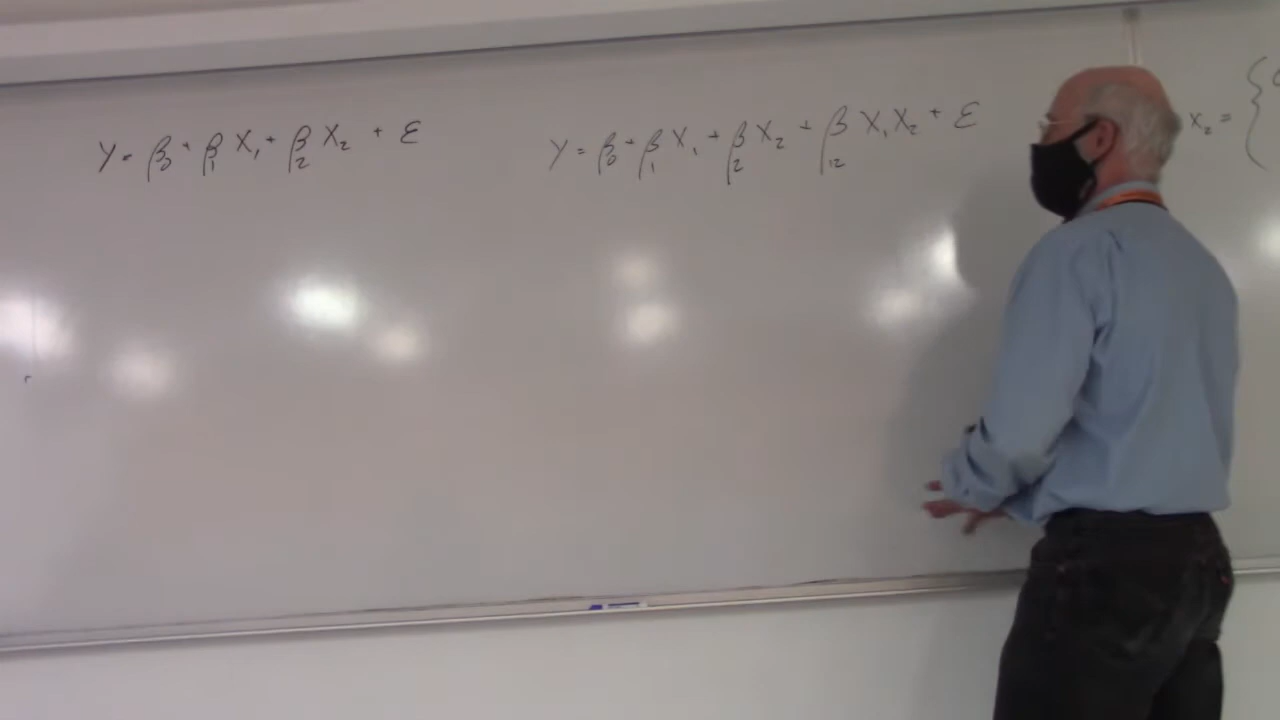 Y = β₀ + β₁ X₁ + β₂ X₂ + ε
Y = β₀ + β₁ X₁ + β₂ X₂ + β₁₂ X₁ X₂ + ε
X₂ = {